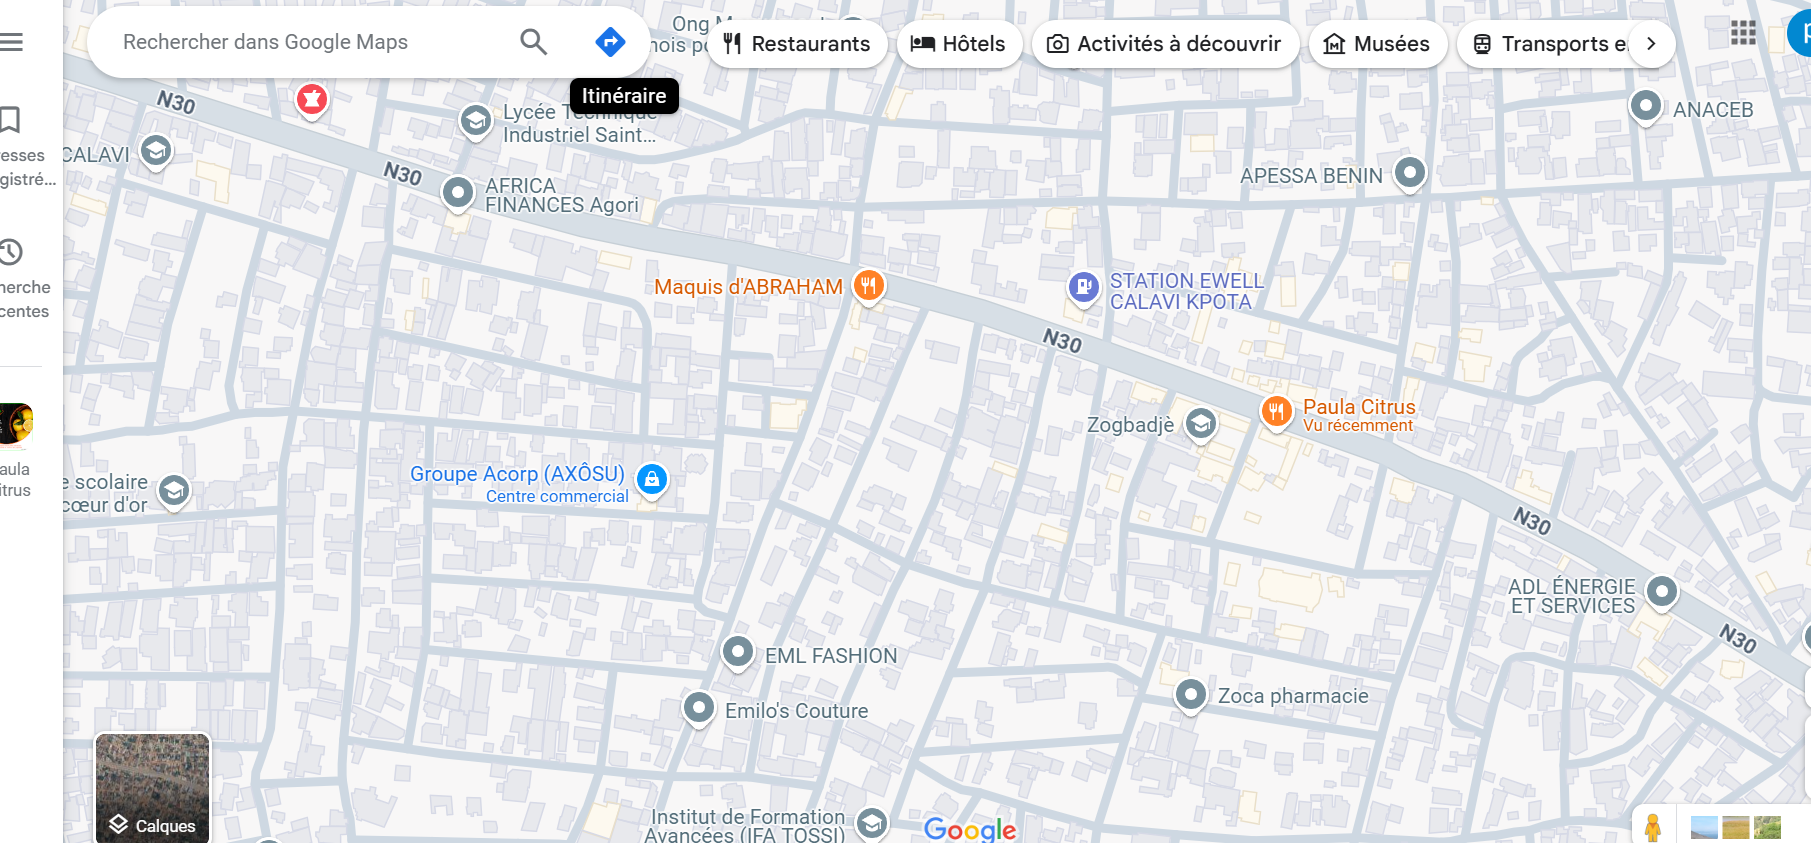 Rechercher dans Google Maps
Itinéraire
Restaurants
Hôtels
Activités à découvrir
Musées
Transports e
Ong M
nois po
N30
Lycée Technique
Industriel Saint...
ANACEB
CALAVI
N30
AFRICA
FINANCES Agori
APESSA BENIN
esses
gistré...
herche
centes
Maquis d'ABRAHAM
STATION EWELL
CALAVI KPOTA
N30
Paula Citrus
Vu récemment
Zogbadjè
aula
itrus
Groupe Acorp (AXÔSU)
Centre commercial
e scolaire
cœur d'or
N30
ADL ÉNERGIE
ET SERVICES
N30
EML FASHION
Emilo's Couture
Zoca pharmacie
Calques
Institut de Formation
Avancées (IFA TOSSI)
Google